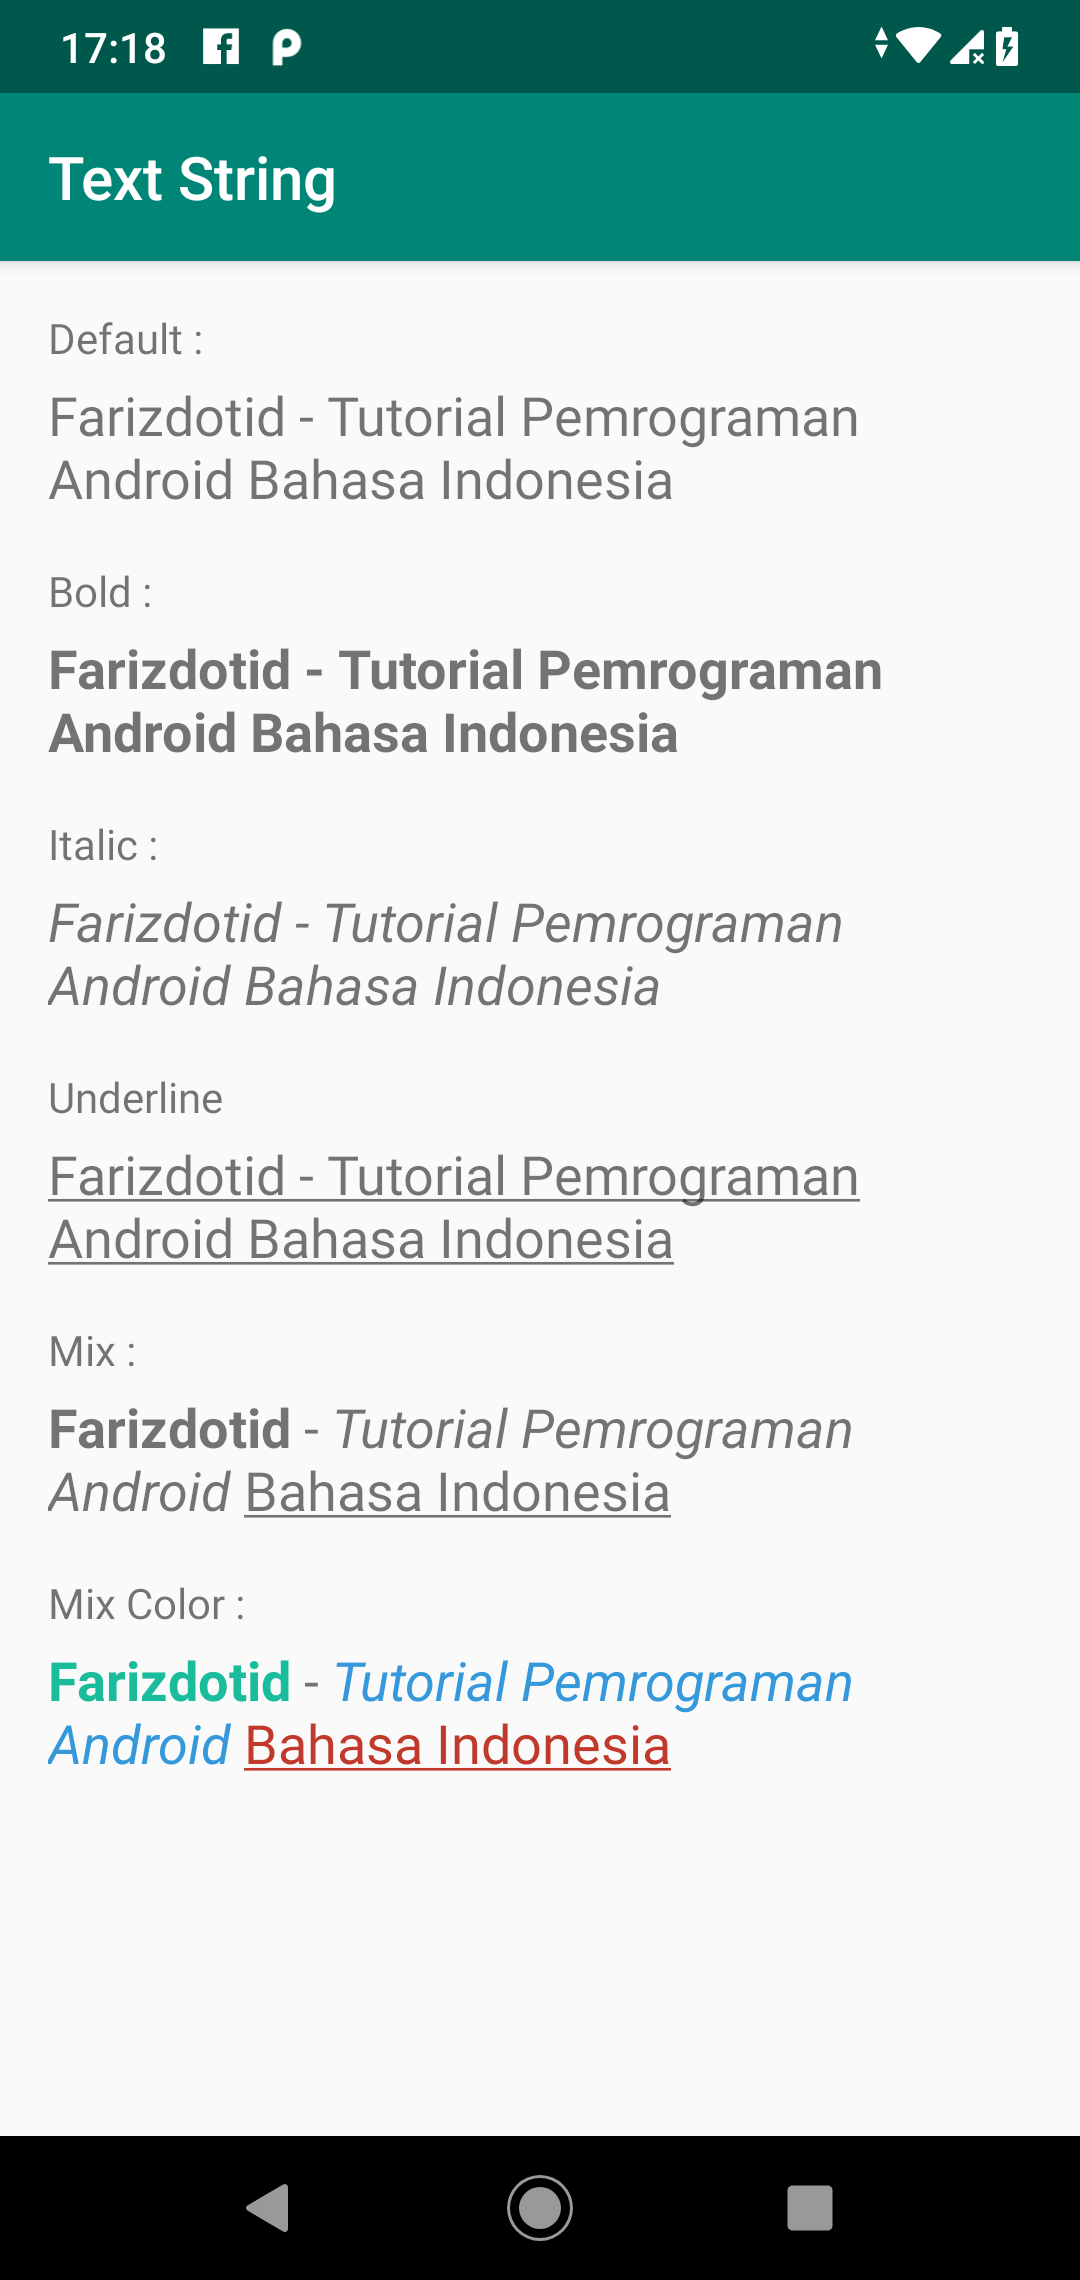 17:18
Text String
Default :
Farizdotid - Tutorial Pemrograman
Android Bahasa Indonesia
Bold :
Farizdotid - Tutorial Pemrograman
Android Bahasa Indonesia
Italic :
Farizdotid - Tutorial Pemrograman
Android Bahasa Indonesia
Underline
Farizdotid - Tutorial Pemrograman
Android Bahasa Indonesia
Mix :
Farizdotid - Tutorial Pemrograman
Android Bahasa Indonesia
Mix Color :
Farizdotid - Tutorial Pemrograman
Android Bahasa Indonesia